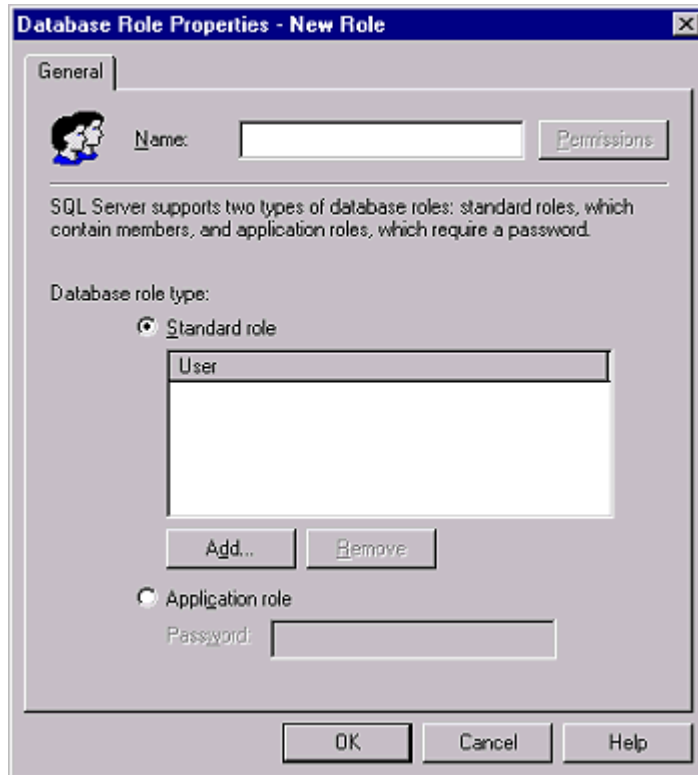 Database Role Properties - New Role
General
Name:
Permissions
SQL Server supports two types of database roles: standard roles, which
contain members, and application roles, which require a password.
Database role type:
Standard role
User
Add...
Remove
Application role
Password:
OK
Cancel
Help